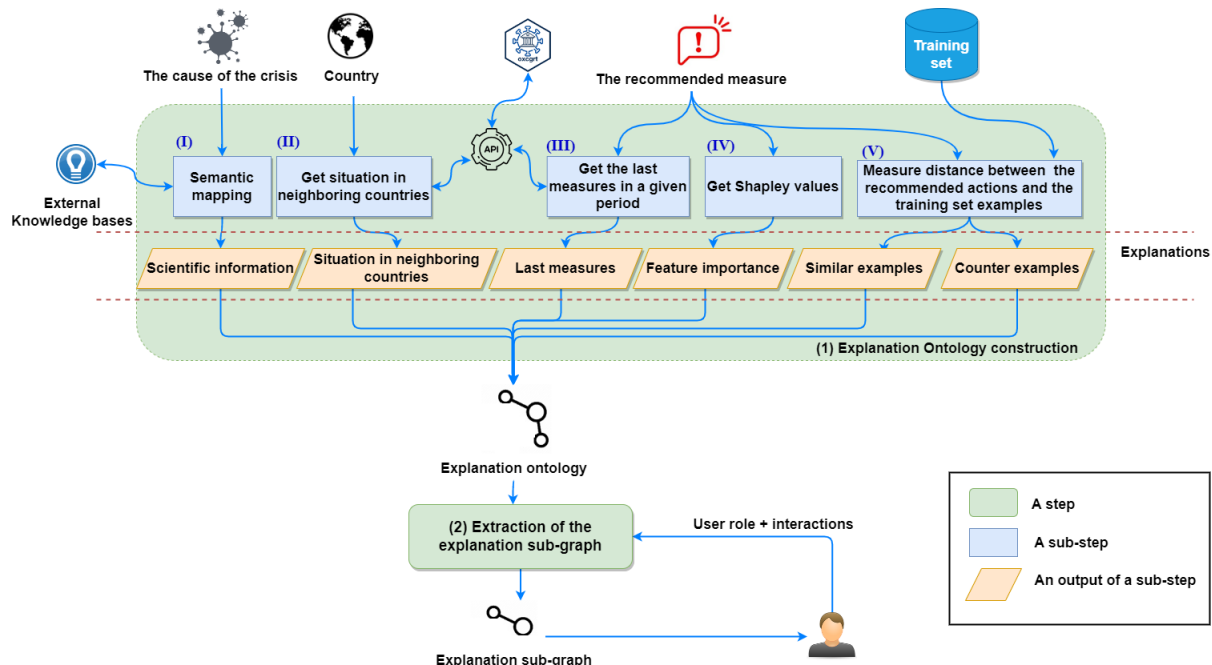 The cause of the crisis
Country
oxcgrt
The recommended measure
Training
set
(I)
(II)
API
(III)
(IV)
(V)
External
Knowledge bases
Semantic
mapping
Get situation in
neighboring countries
Get the last
measures in a given
period
Get Shapley values
Measure distance between the
recommended actions and the
training set examples
Explanations
Scientific information
Situation in neighboring
countries
Last measures
Feature importance
Similar examples
Counter examples
(1) Explanation Ontology construction
Explanation ontology
(2) Extraction of the
explanation sub-graph
User role + interactions
Explanation sub-graph
A step
A sub-step
An output of a sub-step